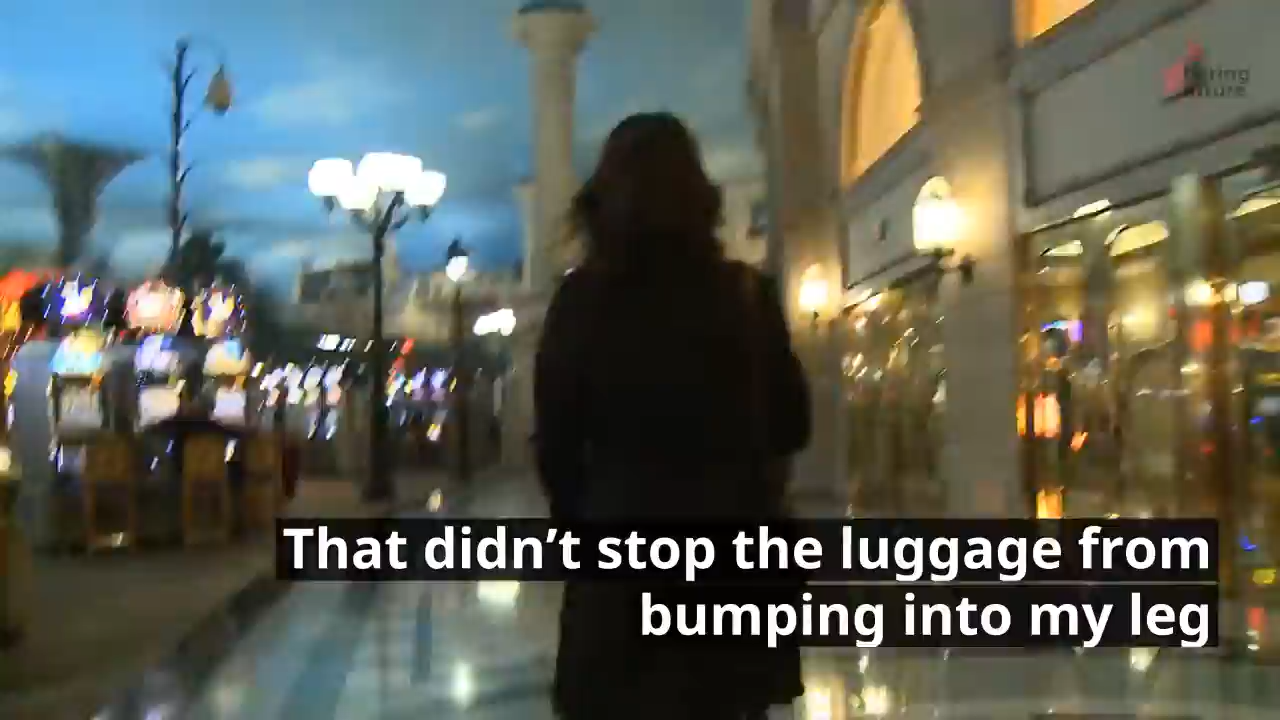 That didn’t stop the luggage from
bumping into my leg